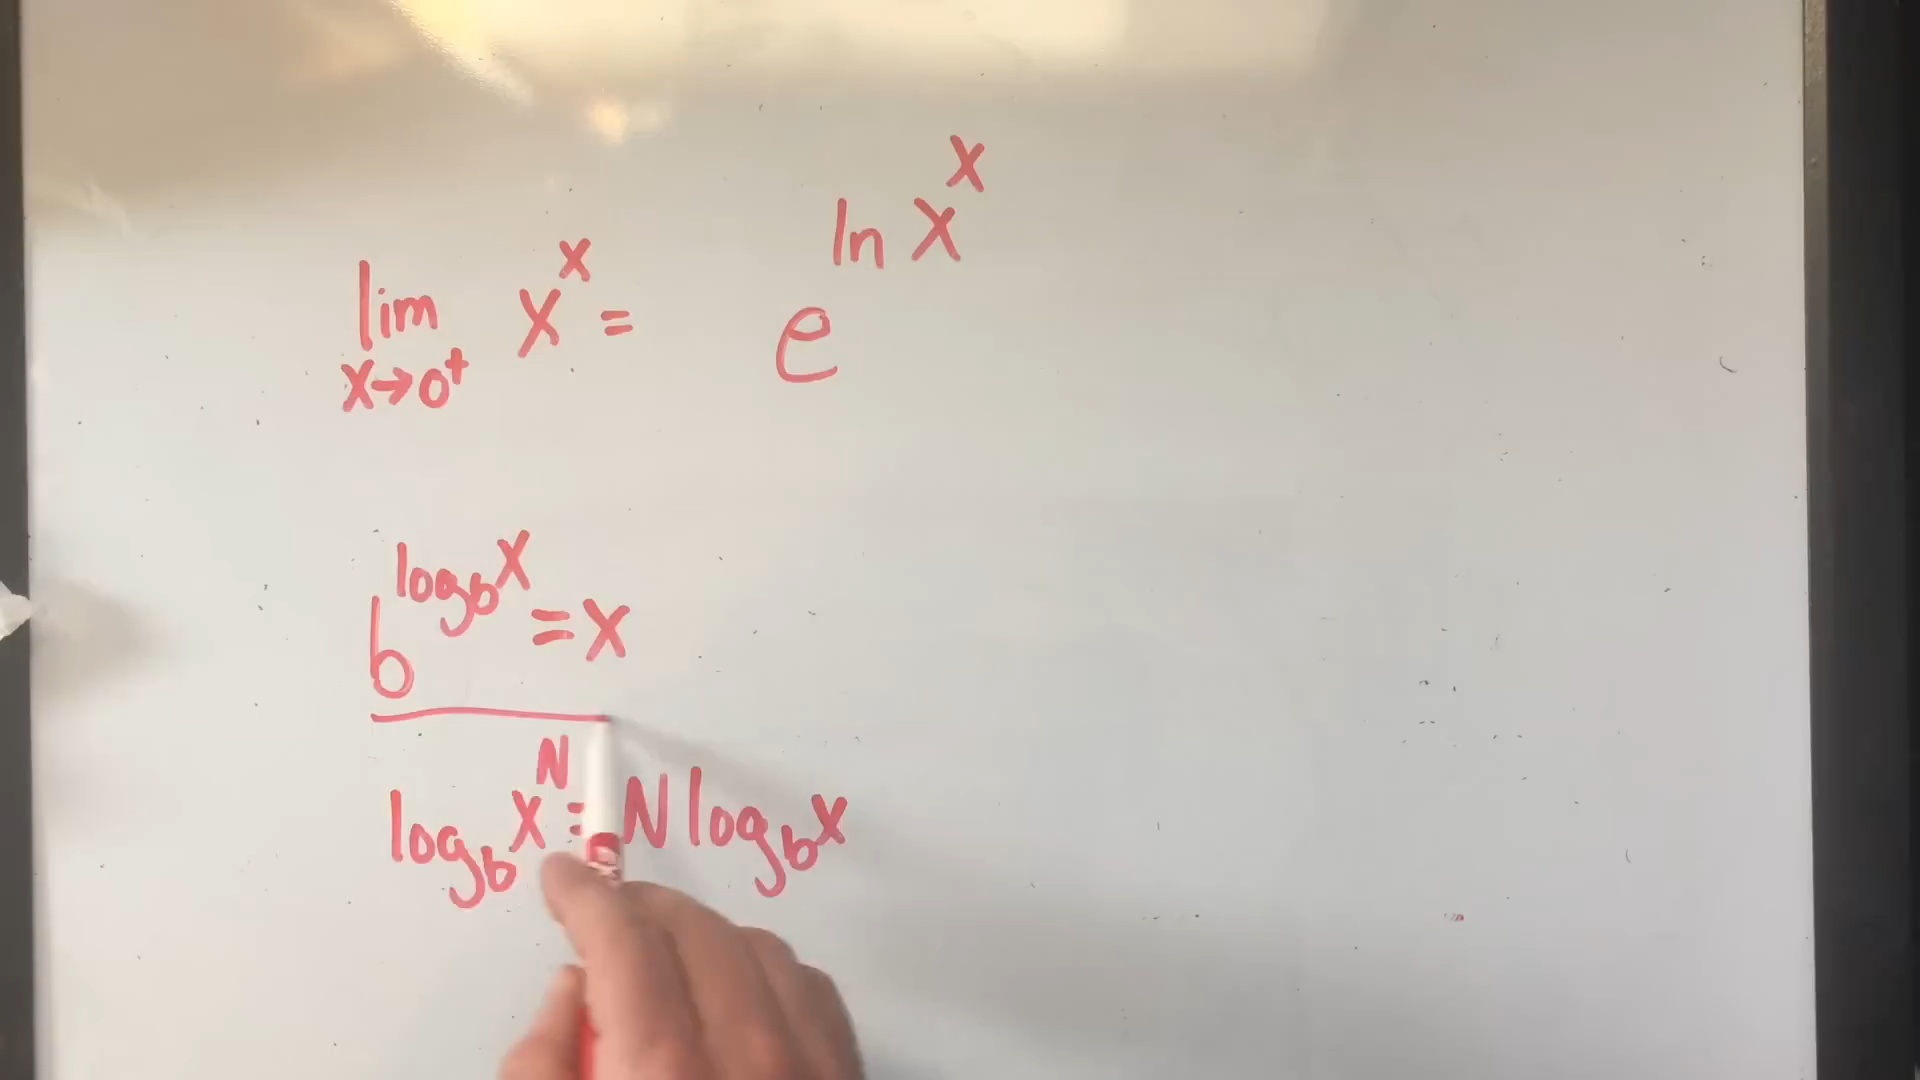 lim x→0⁺ x^x = e^(ln x^x)
b^(log_b x) = x
log_b x^N = N log_b x